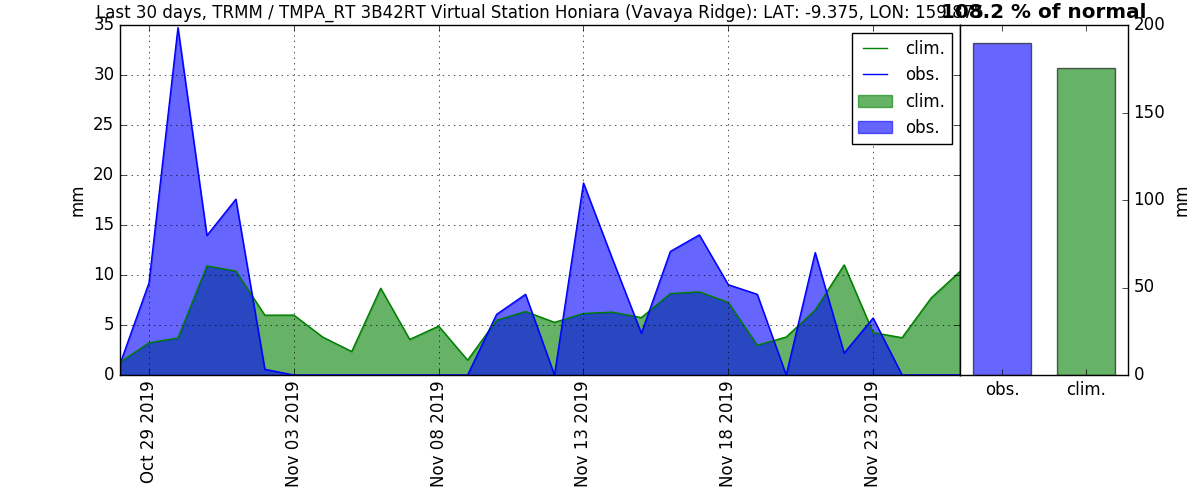 Last 30 days, TRMM / TMPA_RT 3B42RT Virtual Station Honiara (Vavaya Ridge): LAT: -9.375, LON:
108.2 % of normal
35
30
25
20
15
10
5
0
mm
clim.
obs.
clim.
obs.
Oct 29 2019
Nov 03 2019
Nov 08 2019
Nov 13 2019
Nov 18 2019
Nov 23 2019
200
150
100
50
0
mm
obs.
clim.